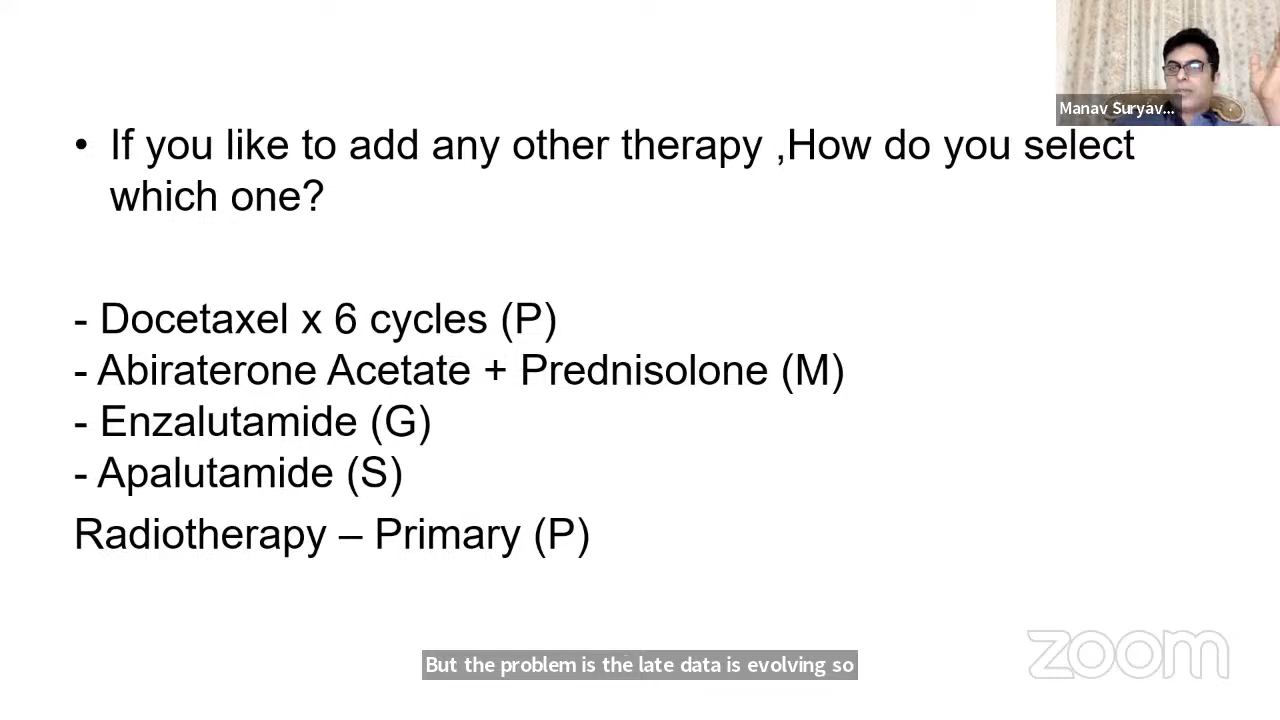 Manav Suryav...
• If you like to add any other therapy ,How do you select
which one?
- Docetaxel x 6 cycles (P)
- Abiraterone Acetate + Prednisolone (M)
- Enzalutamide (G)
- Apalutamide (S)
Radiotherapy – Primary (P)
zoom
But the problem is the late data is evolving so